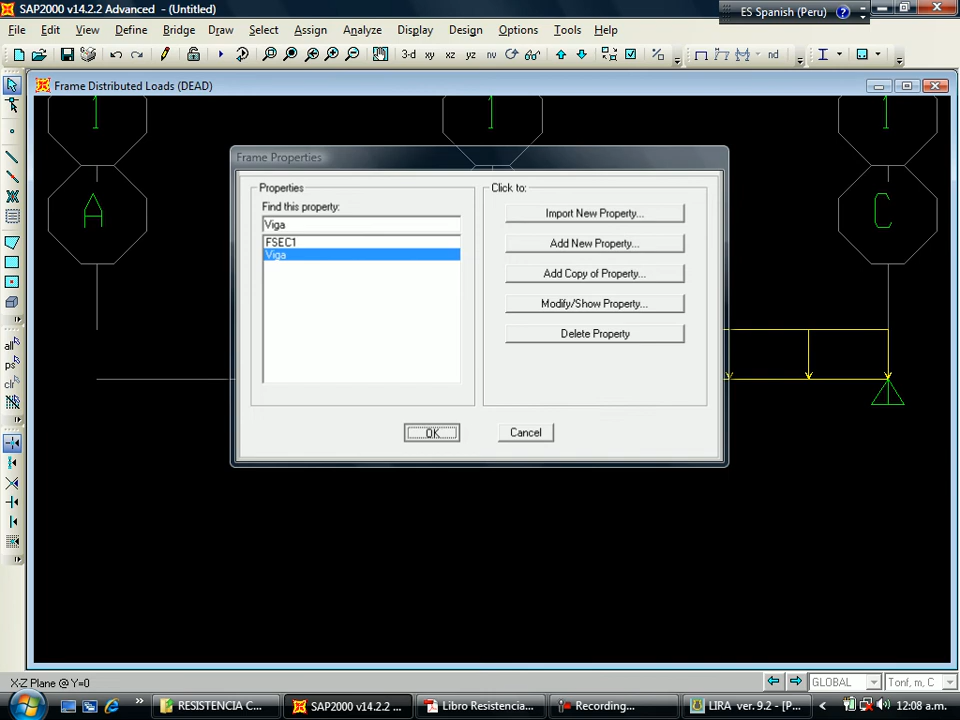 SAP2000 v14.2.2 Advanced - (Untitled)
ES Spanish (Peru)
File Edit View Define Bridge Draw Select Assign Analyze Display Design Options Tools Help
3-d xy xz yz nv
nd
Frame Distributed Loads (DEAD)
1 1 1
A C
Frame Properties
Properties
Find this property:
Viga
FSEC1
Viga
Click to:
Import New Property...
Add New Property...
Add Copy of Property...
Modify/Show Property...
Delete Property
OK Cancel
all
ps
clr
X-Z Plane @ Y=0
GLOBAL
Tonf, m, C
RESISTENCIA C...
SAP2000 v14.2.2 ...
Libro Resistencia...
Recording...
LIRA ver. 9.2 - [P...
12:08 a.m.